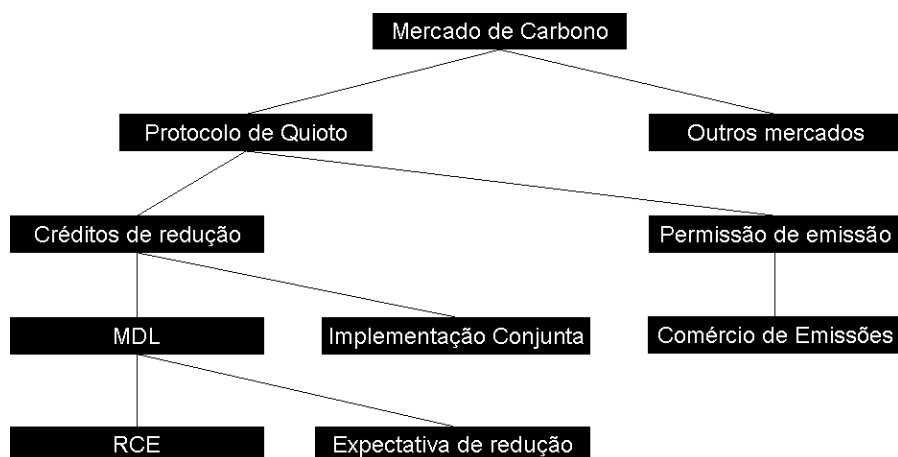 Mercado de Carbono
Protocolo de Quioto
Outros mercados
Créditos de redução
Permissão de emissão
MDL
Implementação Conjunta
Comércio de Emissões
RCE
Expectativa de redução